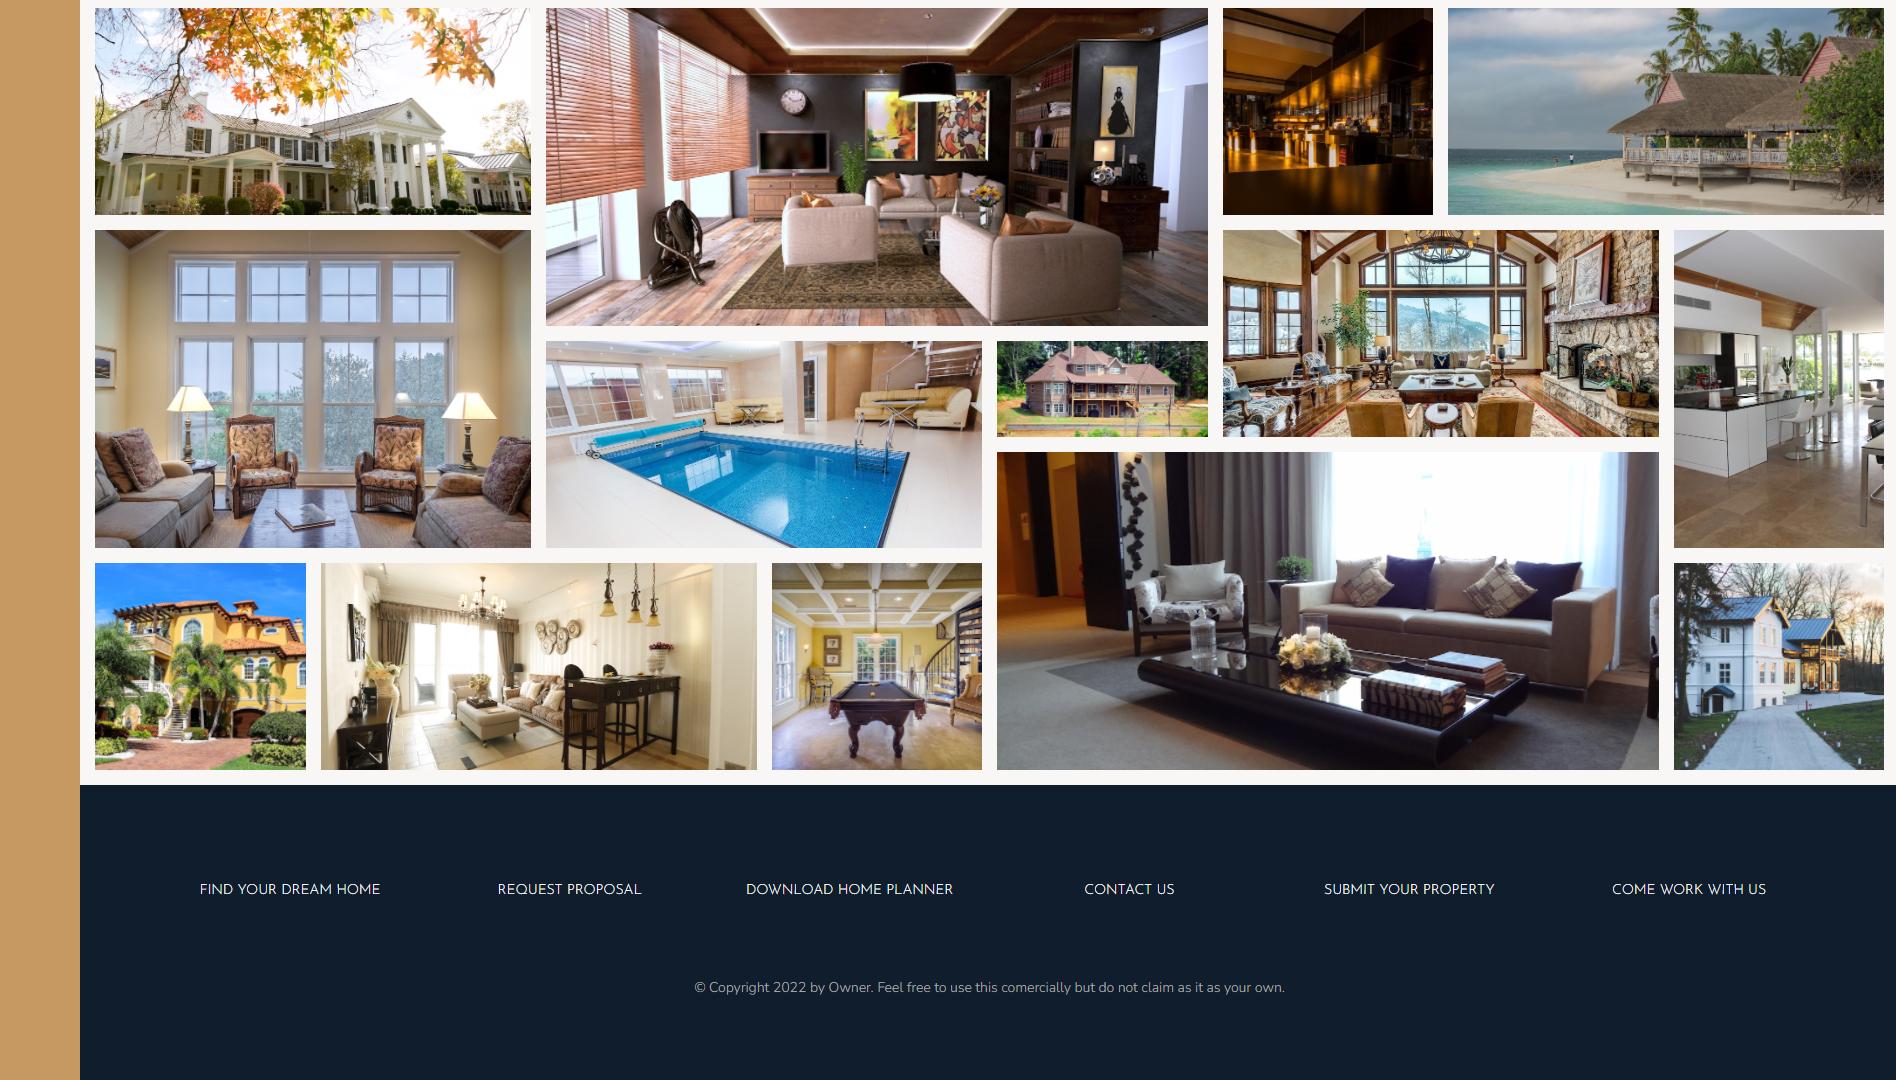 FIND YOUR DREAM HOME
REQUEST PROPOSAL
DOWNLOAD HOME PLANNER
CONTACT US
SUBMIT YOUR PROPERTY
COME WORK WITH US
© Copyright 2022 by Owner. Feel free to use this comercially but do not claim as it as your own.